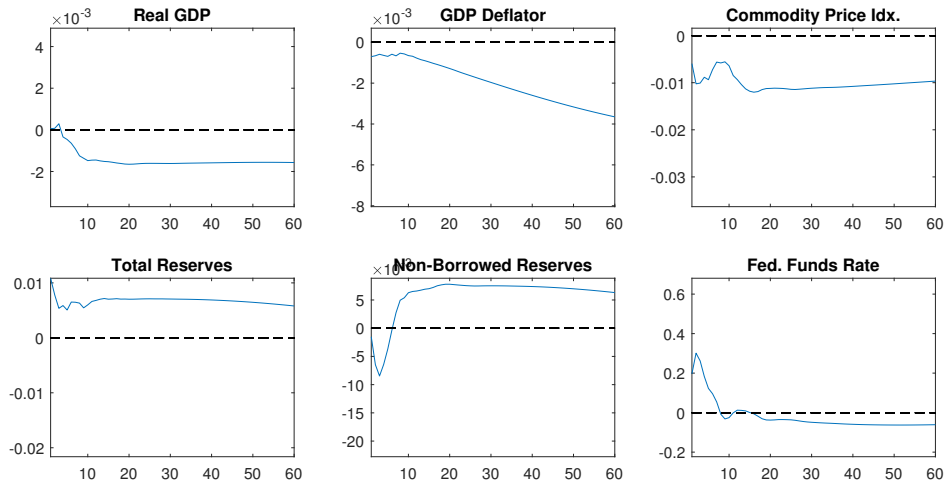 Real GDP
×10⁻³
4
2
0
-2
10 20 30 40 50 60
GDP Deflator
×10⁻³
0
-2
-4
-6
-8
10 20 30 40 50 60
Commodity Price Idx.
0
-0.01
-0.02
-0.03
10 20 30 40 50 60
Total Reserves
0.01
0
-0.01
-0.02
10 20 30 40 50 60
Non-Borrowed Reserves
5
0
-5
-10
-15
-20
10 20 30 40 50 60
Fed. Funds Rate
0.6
0.4
0.2
0
-0.2
10 20 30 40 50 60